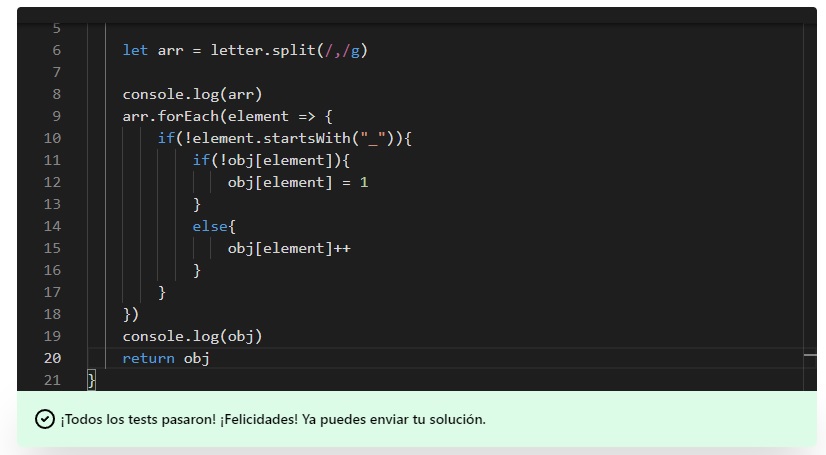 5
6 let arr = letter.split(/,/g)
7
8 console.log(arr)
9 arr.forEach(element => {
10 if(!element.startsWith("_")){
11 if(!obj[element]){
12 obj[element] = 1
13 }
14 else{
15 obj[element]++
16 }
17 }
18 })
19 console.log(obj)
20 return obj
21 }
¡Todos los tests pasaron! ¡Felicidades! Ya puedes enviar tu solución.